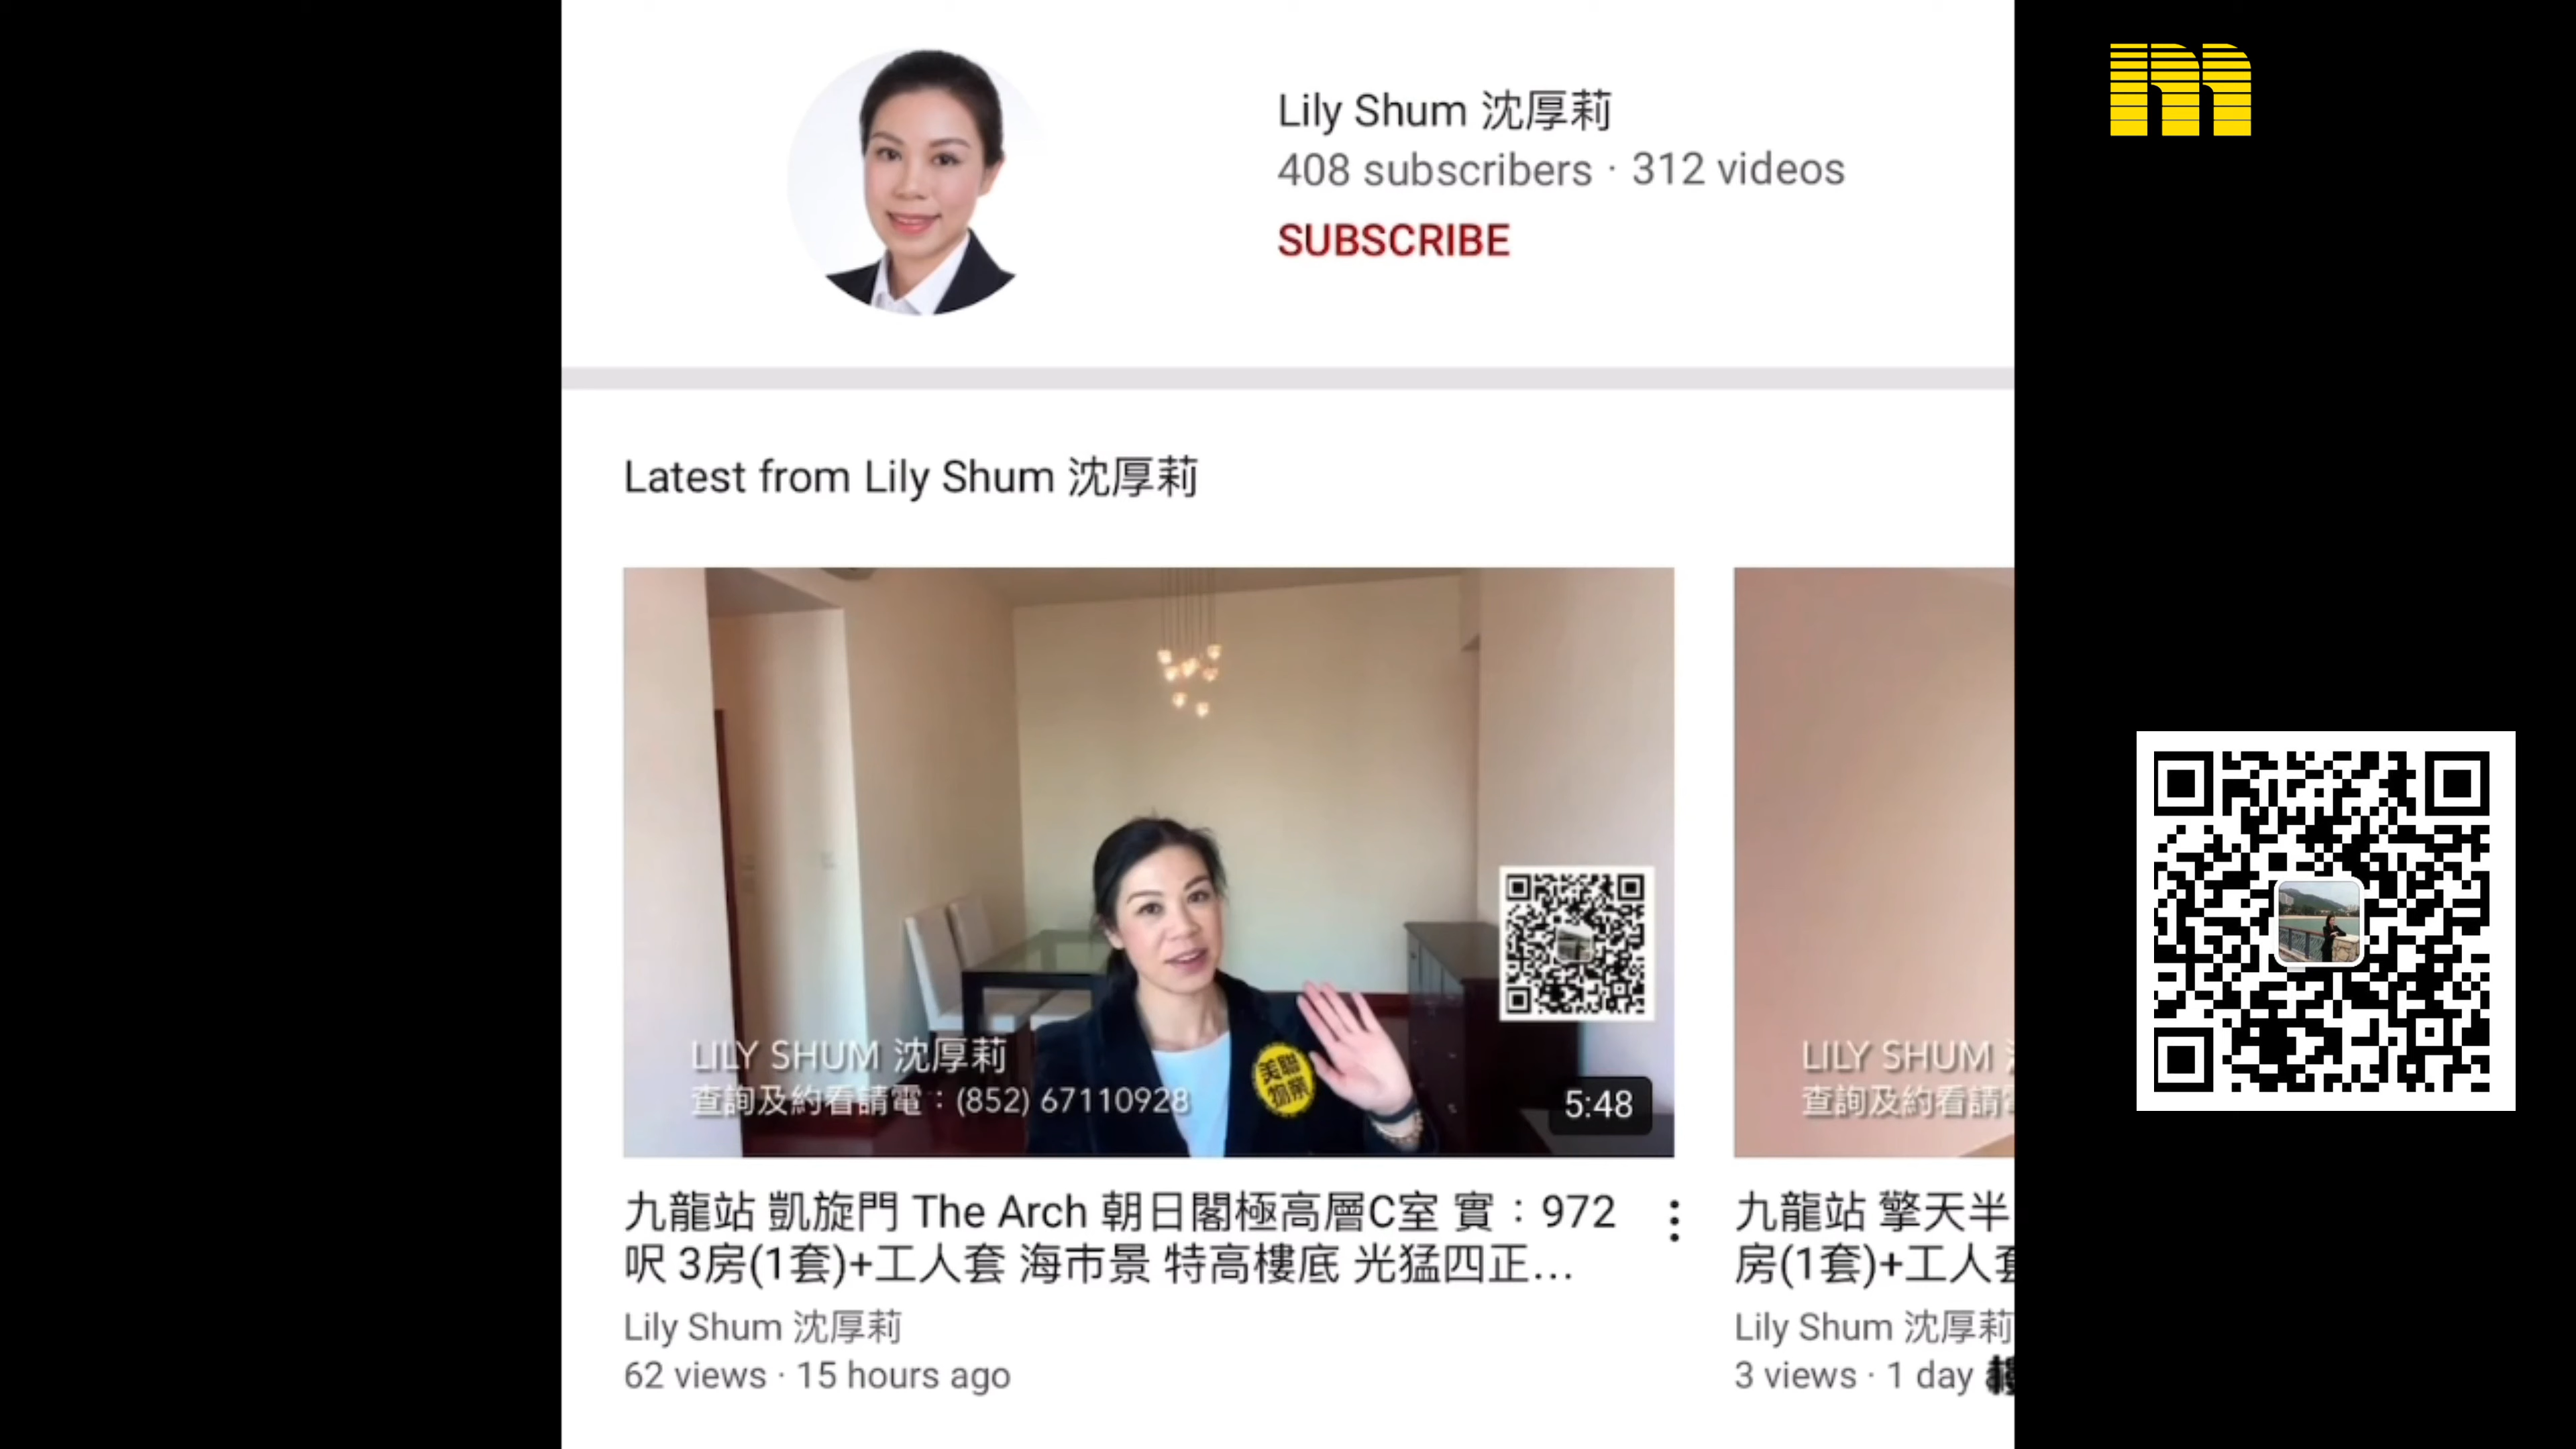 Lily Shum 沈厚莉
408 subscribers · 312 videos
SUBSCRIBE
Latest from Lily Shum 沈厚莉
LILY SHUM 沈厚莉
查詢及約看請電：(852) 67110928
美聯
物業
5:48
九龍站 凱旋門 The Arch 朝日閣極高層C室 實：972
呎 3房(1套)+工人套 海市景 特高樓底 光猛四正...
Lily Shum 沈厚莉
62 views · 15 hours ago
LILY SHUM
查詢及約看請
九龍站 擎天半
房(1套)+工人
Lily Shum 沈厚莉
3 views · 1 day